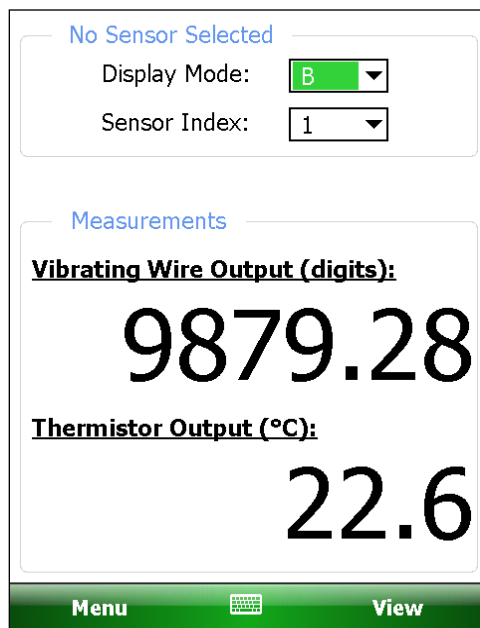 No Sensor Selected
Display Mode: B
Sensor Index: 1
Measurements
Vibrating Wire Output (digits):
9879.28
Thermistor Output (°C):
22.6
Menu View